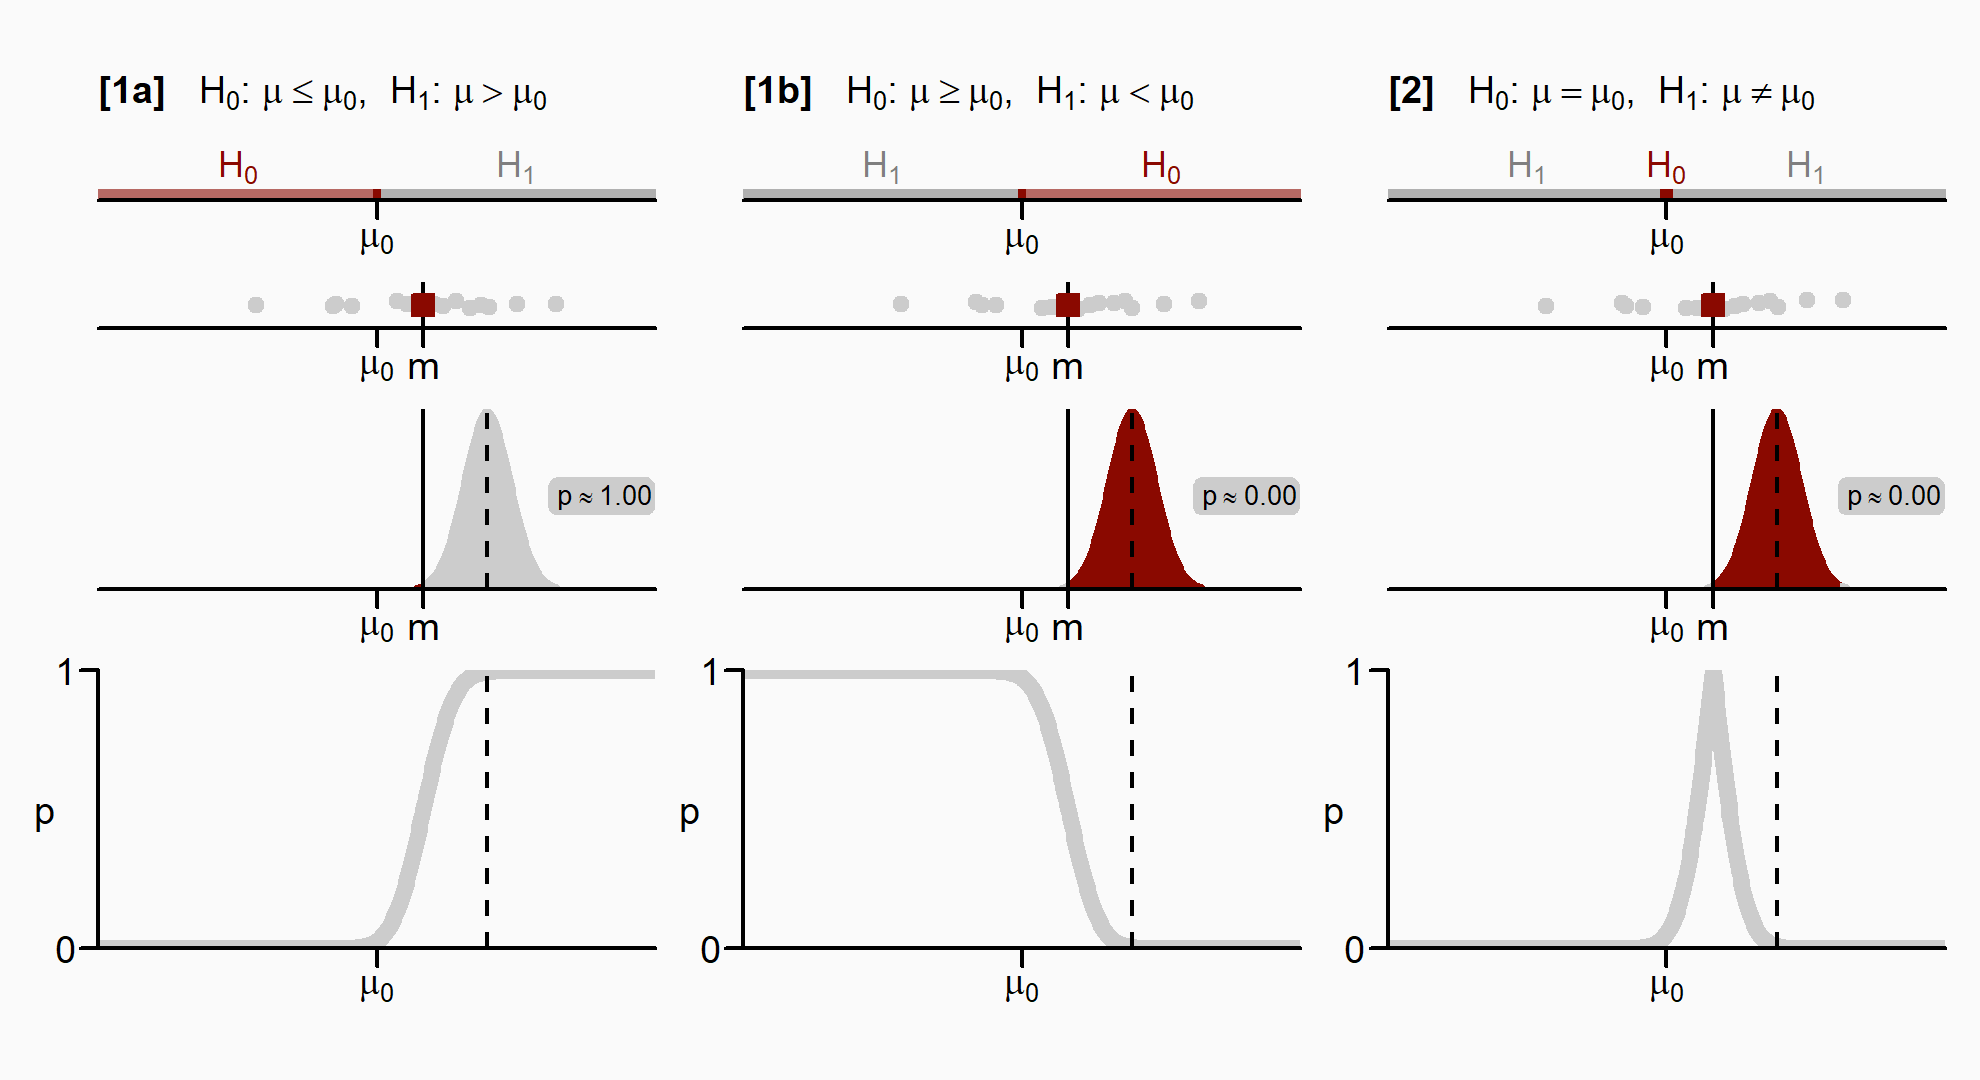 [1a] H₀: μ ≤ μ₀, H₁: μ > μ₀
H₀ H₁
μ₀
μ₀ m
p ≈ 1.00
μ₀ m
1
p
0
μ₀
[1b] H₀: μ ≥ μ₀, H₁: μ < μ₀
H₁ H₀
μ₀
μ₀ m
p ≈ 0.00
μ₀ m
1
p
0
μ₀
[2] H₀: μ = μ₀, H₁: μ ≠ μ₀
H₁ H₀ H₁
μ₀
μ₀ m
p ≈ 0.00
μ₀ m
1
p
0
μ₀